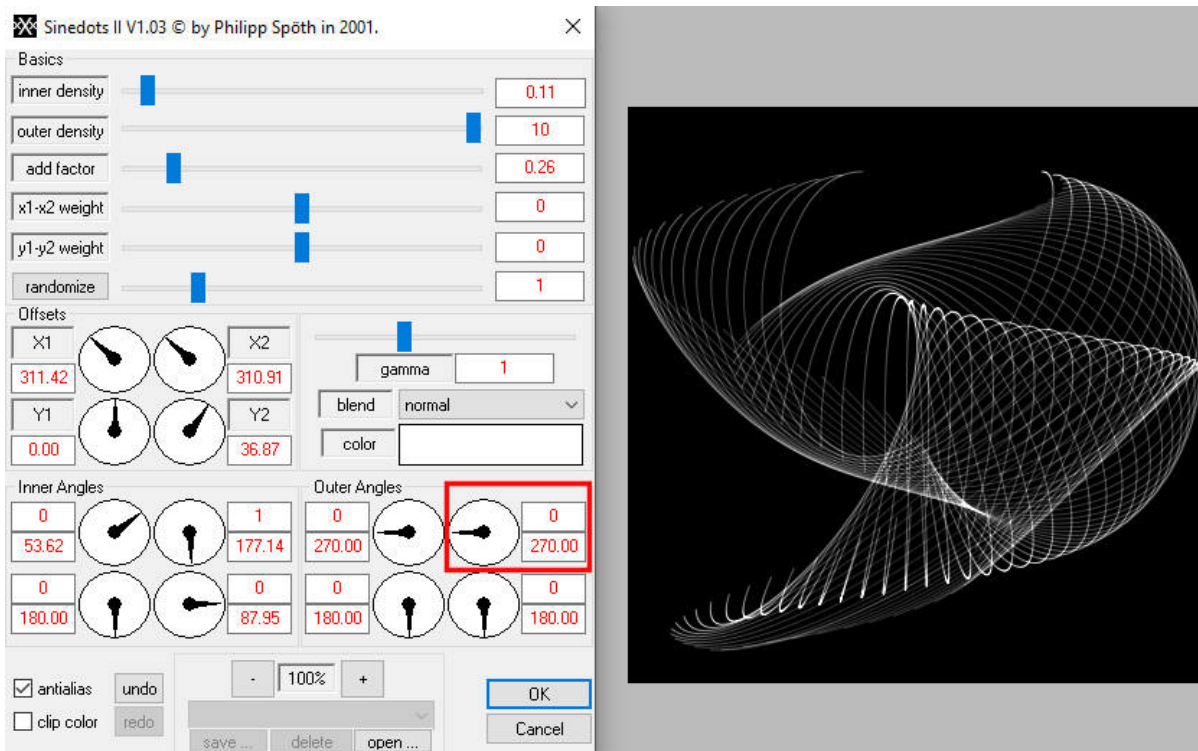 Sinedots II V1.03 © by Philipp Spöth in 2001.
Basics
inner density 0.11
outer density 10
add factor 0.26
x1-x2 weight 0
y1-y2 weight 0
randomize 1
Offsets
X1 X2
311.42 310.91
Y1 Y2
0.00 36.87
gamma 1
blend normal
color
Inner Angles
0 1
53.62 177.14
0 0
180.00 87.95
Outer Angles
0 0
270.00 270.00
0 0
180.00 180.00
antialias undo
clip color redo
- 100% +
save ... delete open ...
OK
Cancel